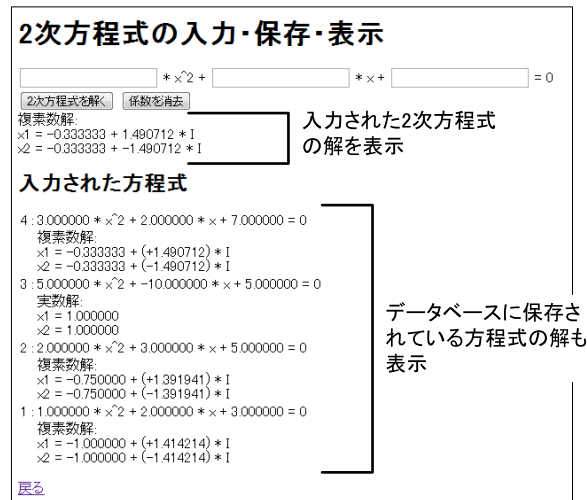 2次方程式の入力・保存・表示
* x^2 + * x + = 0
2次方程式を解く 係数を消去
複素数解:
x1 = -0.333333 + 1.490712 * I
x2 = -0.333333 + -1.490712 * I
入力された2次方程式
の解を表示
入力された方程式
4 : 3.000000 * x^2 + 2.000000 * x + 7.000000 = 0
複素数解:
x1 = -0.333333 + (+1.490712) * I
x2 = -0.333333 + (-1.490712) * I
3 : 5.000000 * x^2 + -10.000000 * x + 5.000000 = 0
実数解:
x1 = 1.000000
x2 = 1.000000
2 : 2.000000 * x^2 + 3.000000 * x + 5.000000 = 0
複素数解:
x1 = -0.750000 + (+1.391941) * I
x2 = -0.750000 + (-1.391941) * I
1 : 1.000000 * x^2 + 2.000000 * x + 3.000000 = 0
複素数解:
x1 = -1.000000 + (+1.414214) * I
x2 = -1.000000 + (-1.414214) * I
データベースに保存さ
れている方程式の解も
表示
戻る